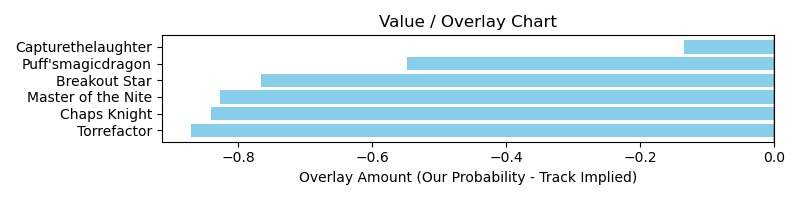 Value / Overlay Chart
Capturethelaughter
Puff'smagicdragon
Breakout Star
Master of the Nite
Chaps Knight
Torrefactor
−0.8 −0.6 −0.4 −0.2 0.0
Overlay Amount (Our Probability - Track Implied)